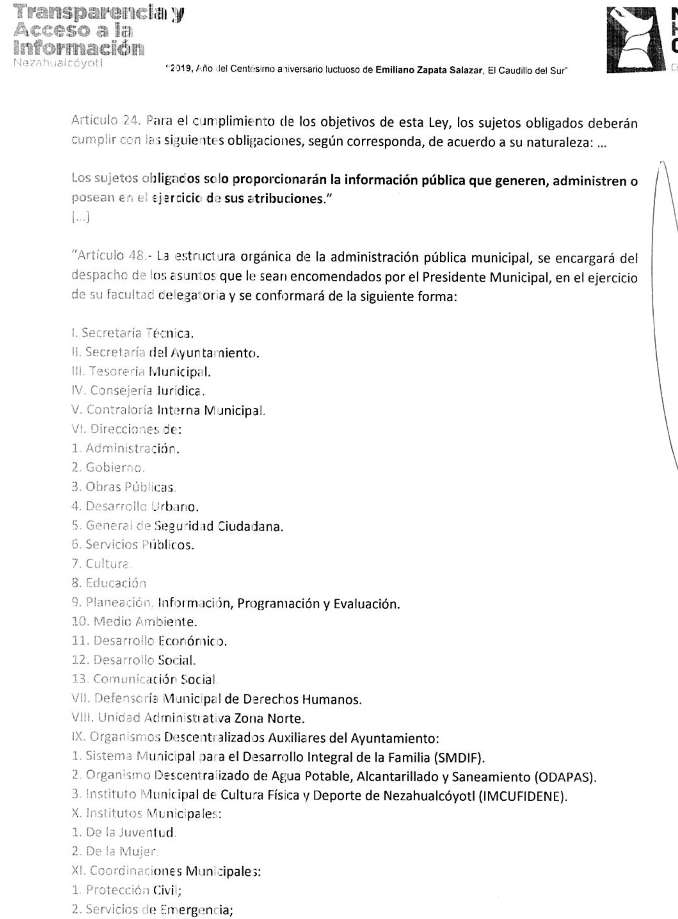 Transparencia y
Acceso a la
Información
Nezahualcóyotl
"2019, Año del Centésimo aniversario luctuoso de Emiliano Zapata Salazar, El Caudillo del Sur"
Artículo 24. Para el cumplimiento de los objetivos de esta Ley, los sujetos obligados deberán
cumplir con las siguientes obligaciones, según corresponda, de acuerdo a su naturaleza: ...
Los sujetos obligados solo proporcionarán la información pública que generen, administren o
posean en el ejercicio de sus atribuciones."
[...]
"Artículo 48.- La estructura orgánica de la administración pública municipal, se encargará del
despacho de los asuntos que le sean encomendados por el Presidente Municipal, en el ejercicio
de su facultad delegatoria y se conformará de la siguiente forma:
I. Secretaría Técnica.
II. Secretaría del Ayuntamiento.
III. Tesorería Municipal.
IV. Consejería Jurídica.
V. Contraloría Interna Municipal.
VI. Direcciones de:
1. Administración.
2. Gobierno.
3. Obras Públicas.
4. Desarrollo Urbano.
5. General de Seguridad Ciudadana.
6. Servicios Públicos.
7. Cultura.
8. Educación
9. Planeación, Información, Programación y Evaluación.
10. Medio Ambiente.
11. Desarrollo Económico.
12. Desarrollo Social.
13. Comunicación Social.
VII. Defensoría Municipal de Derechos Humanos.
VIII. Unidad Administrativa Zona Norte.
IX. Organismos Descentralizados Auxiliares del Ayuntamiento:
1. Sistema Municipal para el Desarrollo Integral de la Familia (SMDIF).
2. Organismo Descentralizado de Agua Potable, Alcantarillado y Saneamiento (ODAPAS).
3. Instituto Municipal de Cultura Física y Deporte de Nezahualcóyotl (IMCUFIDENE).
X. Institutos Municipales:
1. De la Juventud.
2. De la Mujer.
XI. Coordinaciones Municipales:
1. Protección Civil;
2. Servicios de Emergencia;